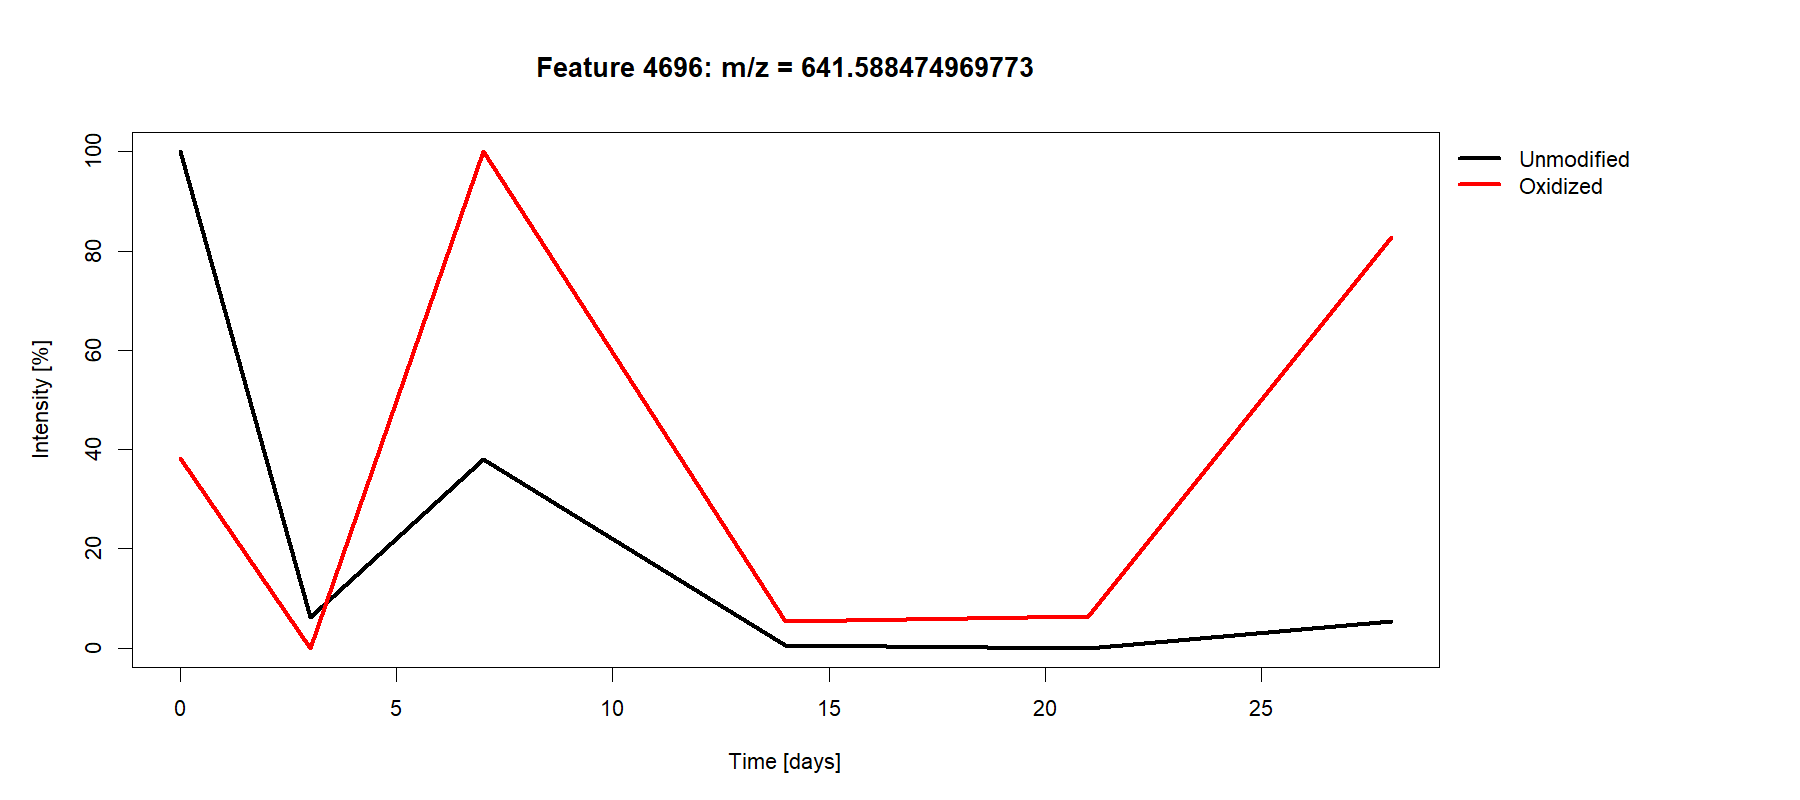 Feature 4696: m/z = 641.588474969773
Unmodified
Oxidized
Intensity [%]
100
80
60
40
20
0
0 5 10 15 20 25
Time [days]